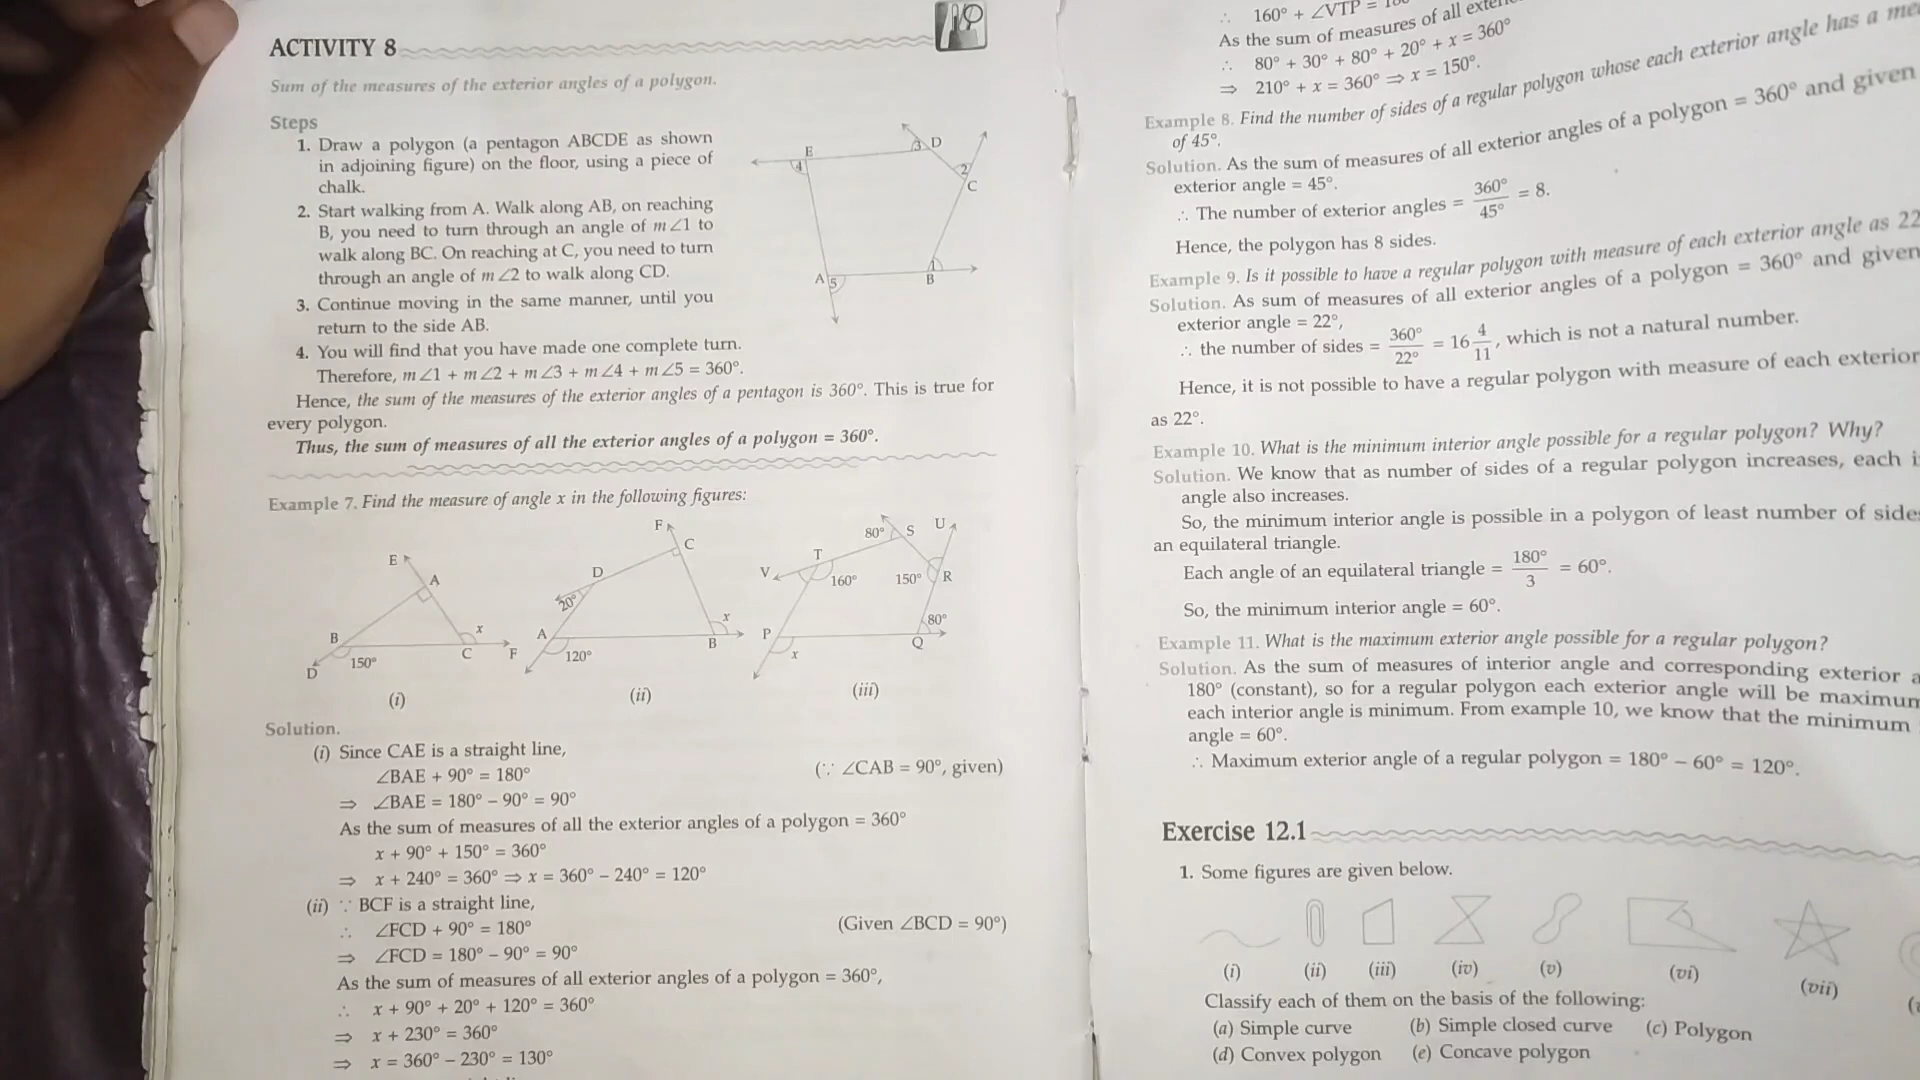 ACTIVITY 8
Sum of the measures of the exterior angles of a polygon.
Steps
1. Draw a polygon (a pentagon ABCDE as shown
in adjoining figure) on the floor, using a piece of
chalk.
2. Start walking from A. Walk along AB, on reaching
B, you need to turn through an angle of m∠1 to
walk along BC. On reaching at C, you need to turn
through an angle of m∠2 to walk along CD.
3. Continue moving in the same manner, until you
return to the side AB.
4. You will find that you have made one complete turn.
Therefore, m∠1 + m∠2 + m∠3 + m∠4 + m∠5 = 360°.
Hence, the sum of the measures of the exterior angles of a pentagon is 360°. This is true for
every polygon.
Thus, the sum of measures of all the exterior angles of a polygon = 360°.
E 4 3 D 2 C A 5 1 B
Example 7. Find the measure of angle x in the following figures:
E A B D 150° C x F
(i)
F C D 20° A 120° B x
(ii)
80° S U T V 160° 150° R P x 80° Q
(iii)
Solution.
(i) Since CAE is a straight line,
∠BAE + 90° = 180° (∵ ∠CAB = 90°, given)
⇒ ∠BAE = 180° – 90° = 90°
As the sum of measures of all the exterior angles of a polygon = 360°
x + 90° + 150° = 360°
⇒ x + 240° = 360° ⇒ x = 360° – 240° = 120°
(ii) ∵ BCF is a straight line,
∴ ∠FCD + 90° = 180° (Given ∠BCD = 90°)
⇒ ∠FCD = 180° – 90° = 90°
As the sum of measures of all exterior angles of a polygon = 360°,
∴ x + 90° + 20° + 120° = 360°
⇒ x + 230° = 360°
⇒ x = 360° – 230° = 130°
∴ 160° + ∠VTP =
As the sum of measures of all
∴ 80° + 30° + 80° + 20° + x = 360°
⇒ 210° + x = 360° ⇒ x = 150°.
Example 8. Find the number of sides of a regular polygon whose each exterior angle has a
of 45°.
Solution. As the sum of measures of all exterior angles of a polygon = 360° and given
exterior angle = 45°.
∴ The number of exterior angles = 360°/45° = 8.
Hence, the polygon has 8 sides.
Example 9. Is it possible to have a regular polygon with measure of each exterior angle as 22
Solution. As sum of measures of all exterior angles of a polygon = 360° and given
exterior angle = 22°,
∴ the number of sides = 360°/22° = 16 4/11, which is not a natural number.
Hence, it is not possible to have a regular polygon with measure of each exterior
as 22°.
Example 10. What is the minimum interior angle possible for a regular polygon? Why?
Solution. We know that as number of sides of a regular polygon increases, each
angle also increases.
So, the minimum interior angle is possible in a polygon of least number of
an equilateral triangle.
Each angle of an equilateral triangle = 180°/3 = 60°.
So, the minimum interior angle = 60°.
Example 11. What is the maximum exterior angle possible for a regular polygon?
Solution. As the sum of measures of interior angle and corresponding exterior
180° (constant), so for a regular polygon each exterior angle will be maximum
each interior angle is minimum. From example 10, we know that the minimum
angle = 60°.
∴ Maximum exterior angle of a regular polygon = 180° – 60° = 120°.
Exercise 12.1
1. Some figures are given below.
(i) (ii) (iii) (iv) (v) (vi) (vii)
Classify each of them on the basis of the following:
(a) Simple curve (b) Simple closed curve (c) Polygon
(d) Convex polygon (e) Concave polygon